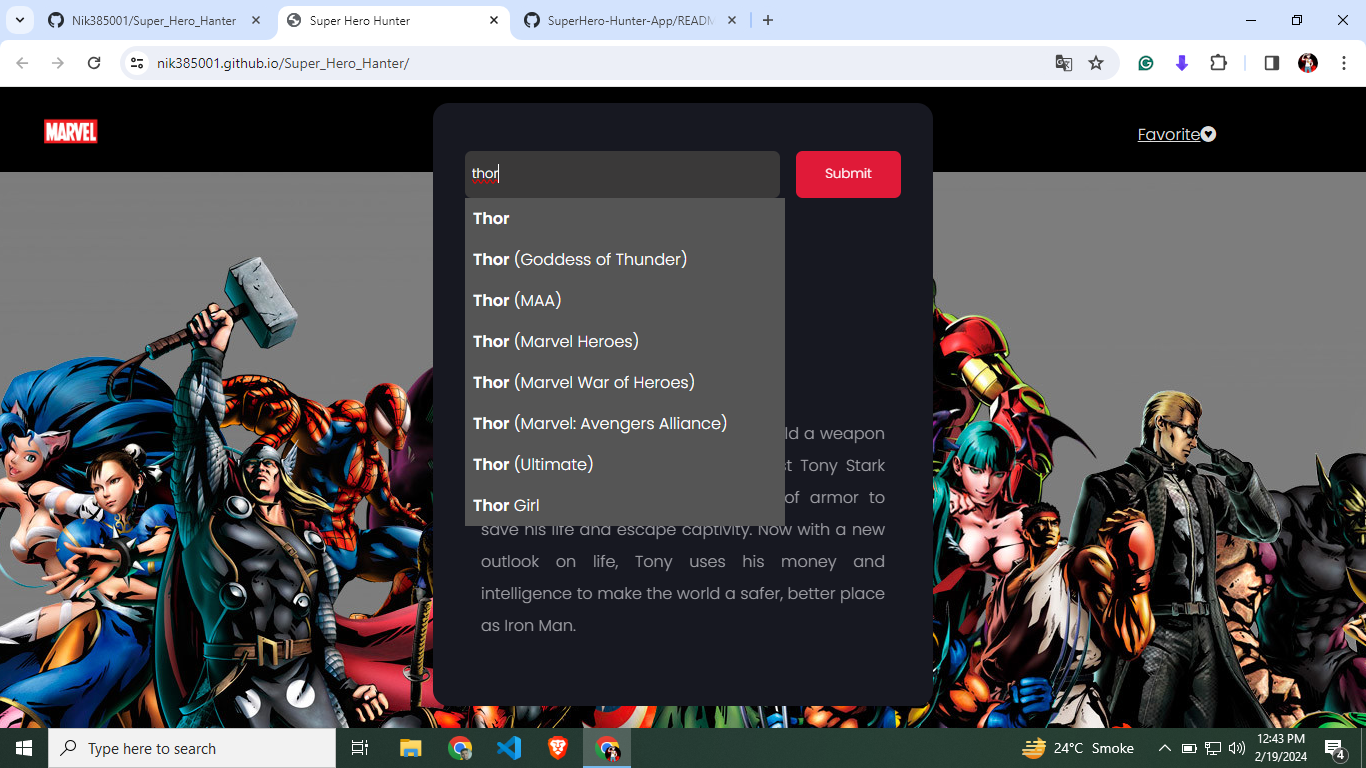 Nik385001/Super_Hero_Hanter
Super Hero Hunter
SuperHero-Hunter-App/READM
nik385001.github.io/Super_Hero_Hanter/
MARVEL
Favorite
thor
Submit
Thor
Thor (Goddess of Thunder)
Thor (MAA)
Thor (Marvel Heroes)
Thor (Marvel War of Heroes)
Thor (Marvel: Avengers Alliance)
Thor (Ultimate)
Thor Girl
ld a weapon
t Tony Stark
of armor to
save his life and escape captivity. Now with a new
outlook on life, Tony uses his money and
intelligence to make the world a safer, better place
as Iron Man.
Type here to search
24°C Smoke
12:43 PM
2/19/2024
4